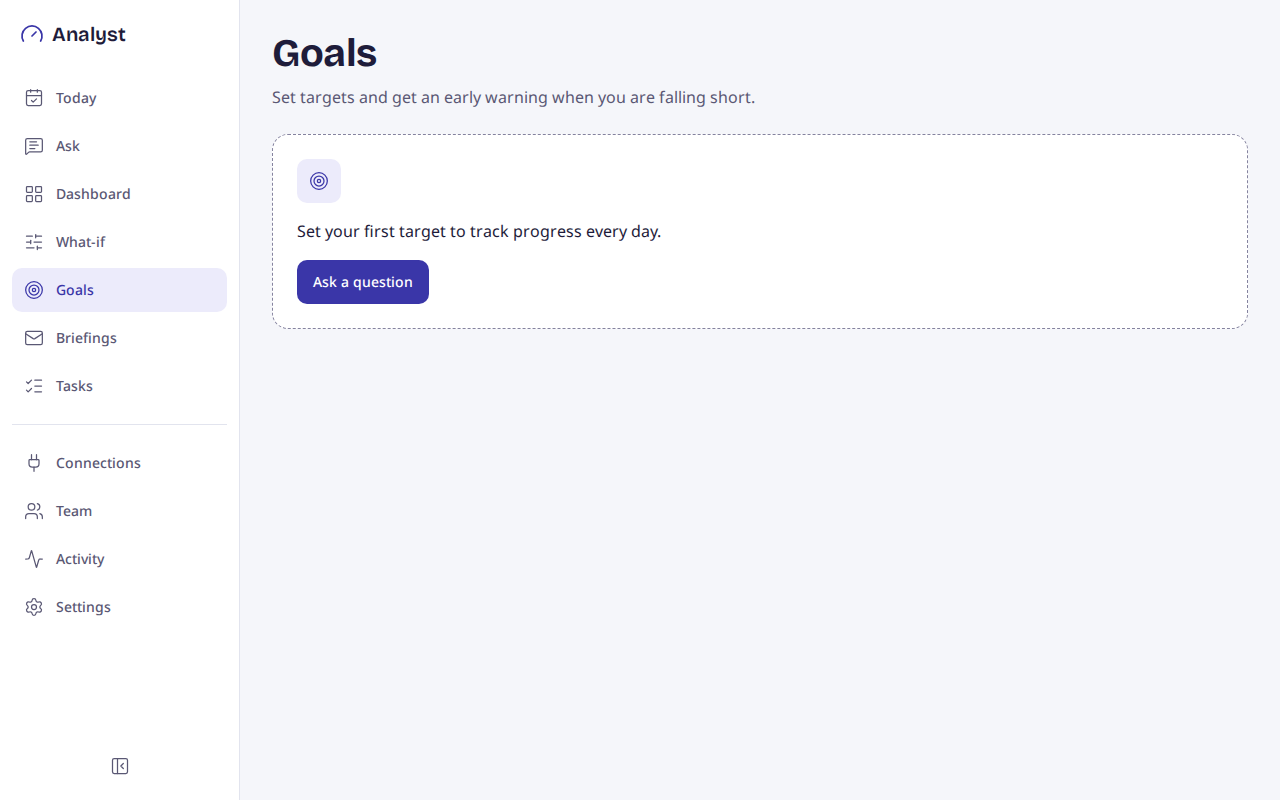 Analyst
Today
Ask
Dashboard
What-if
Goals
Briefings
Tasks
Connections
Team
Activity
Settings
Goals
Set targets and get an early warning when you are falling short.
Set your first target to track progress every day.
Ask a question